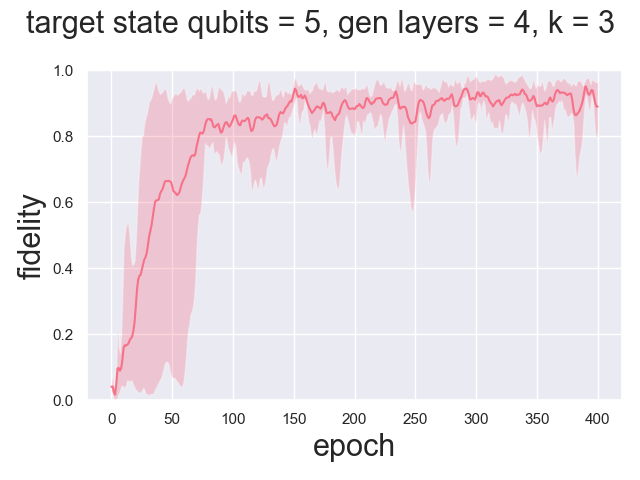 target state qubits = 5, gen layers = 4, k = 3
1.0
0.8
0.6
0.4
0.2
0.0
fidelity
0 50 100 150 200 250 300 350 400
epoch